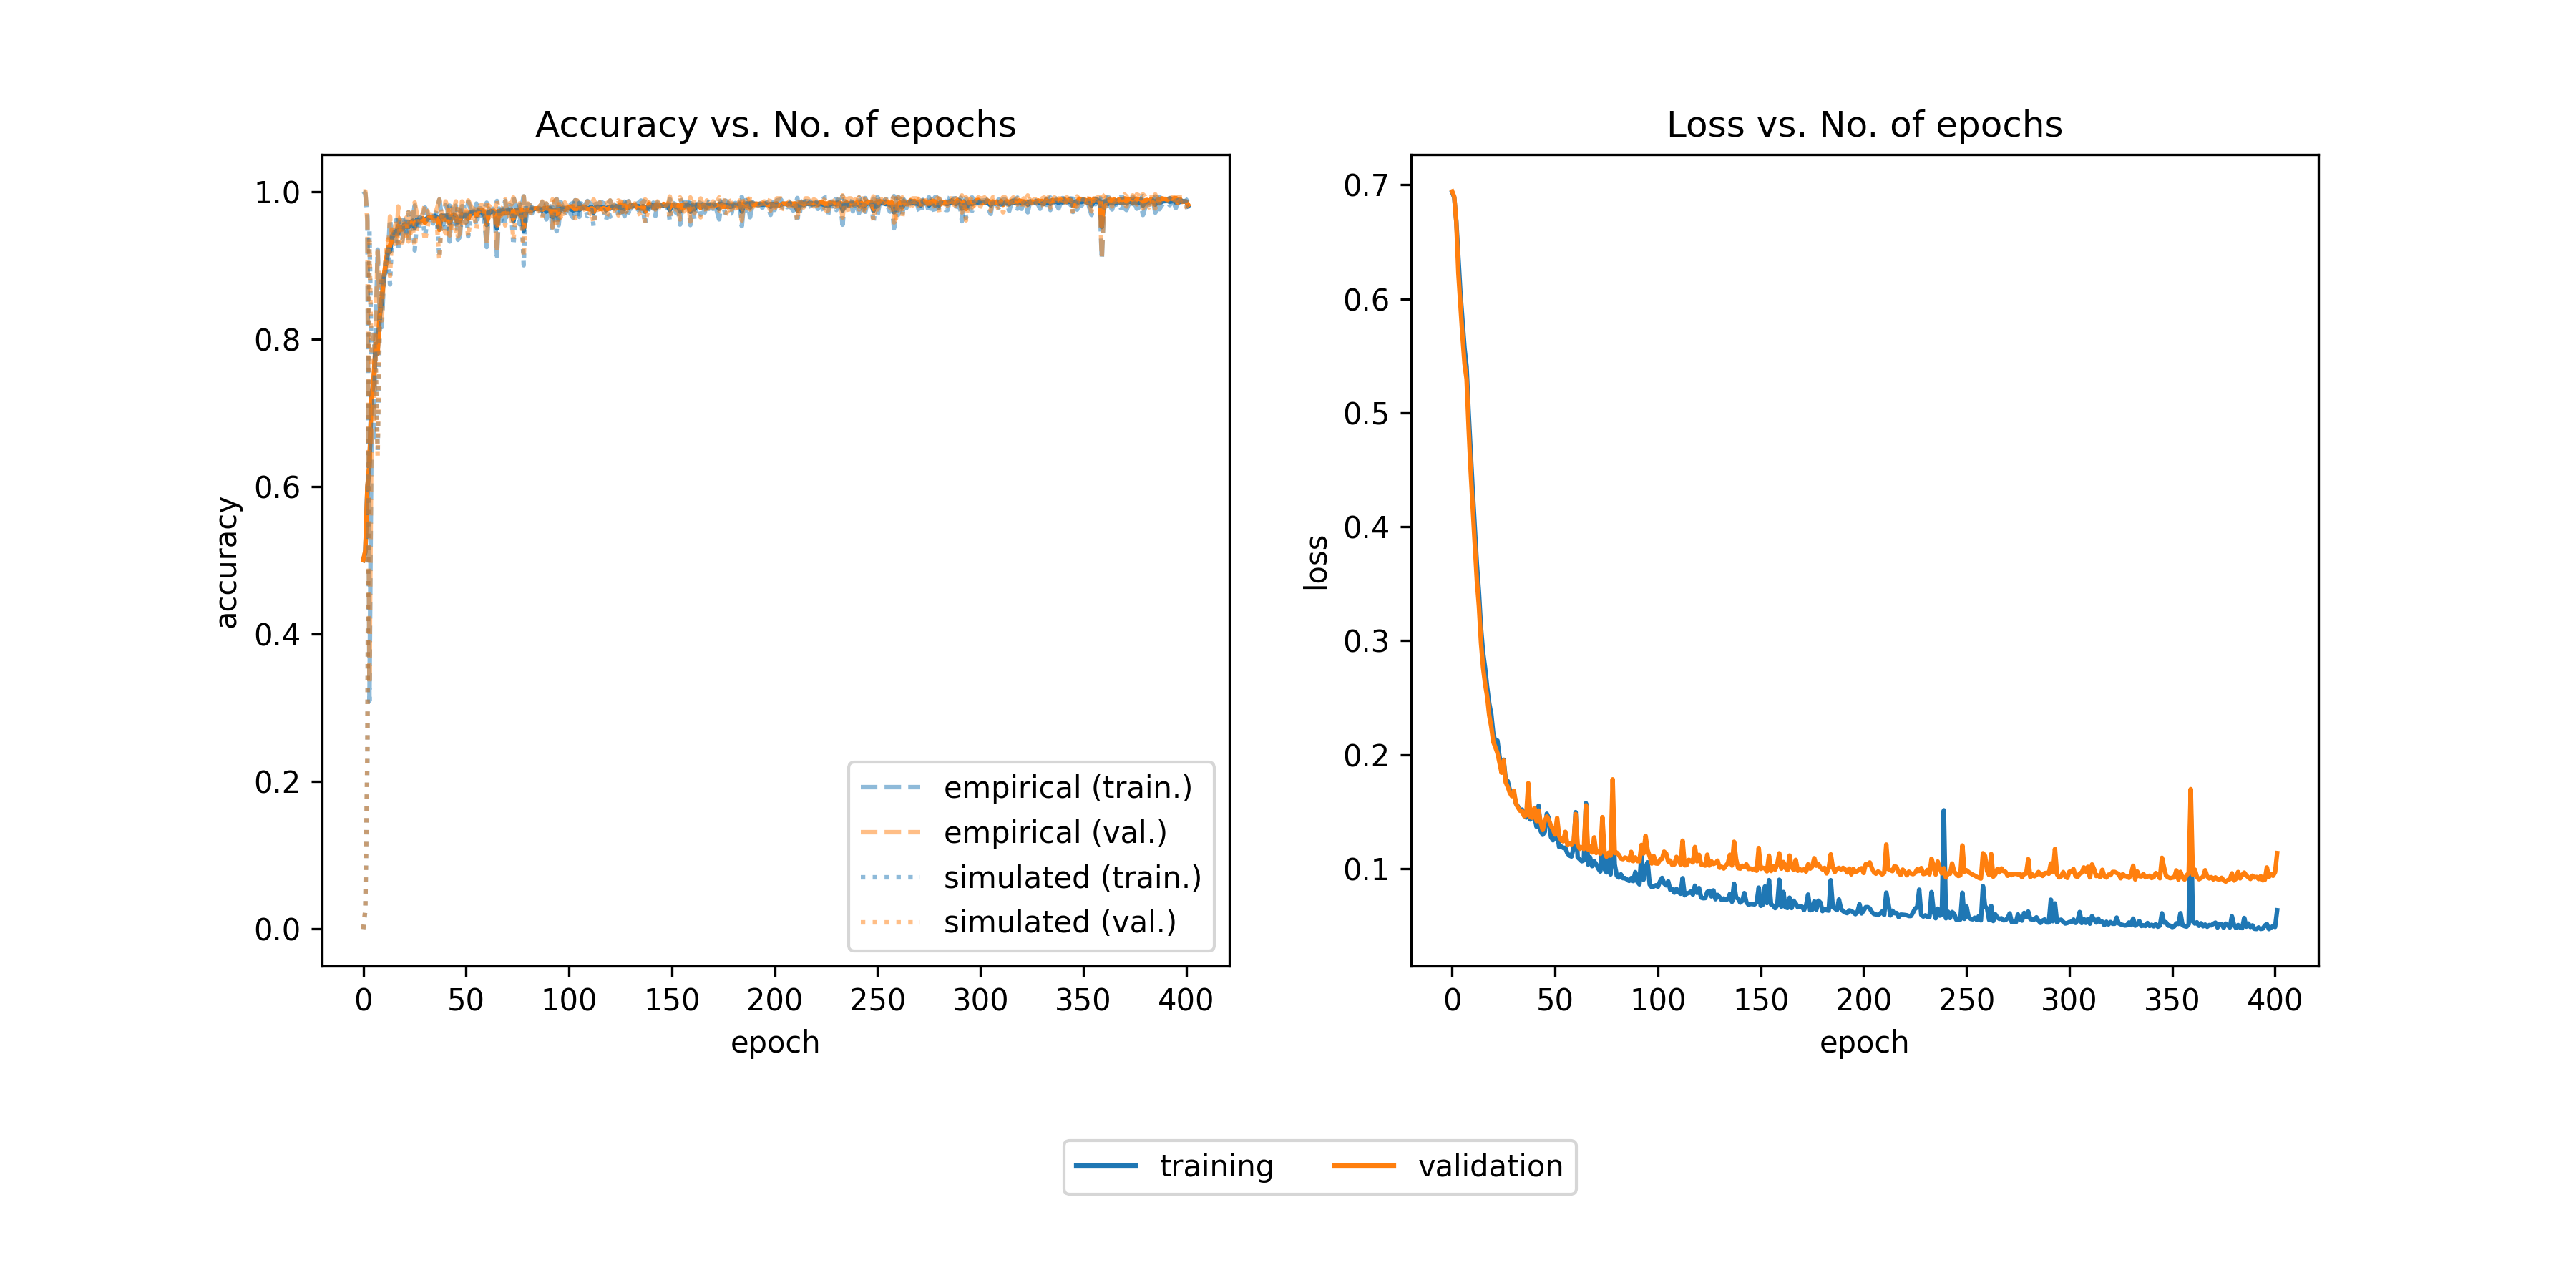 Accuracy vs. No. of epochs
1.0
0.8
0.6
0.4
0.2
0.0
accuracy
0 50 100 150 200 250 300 350 400
epoch
empirical (train.)
empirical (val.)
simulated (train.)
simulated (val.)
Loss vs. No. of epochs
0.7
0.6
0.5
0.4
0.3
0.2
0.1
loss
0 50 100 150 200 250 300 350 400
epoch
training validation